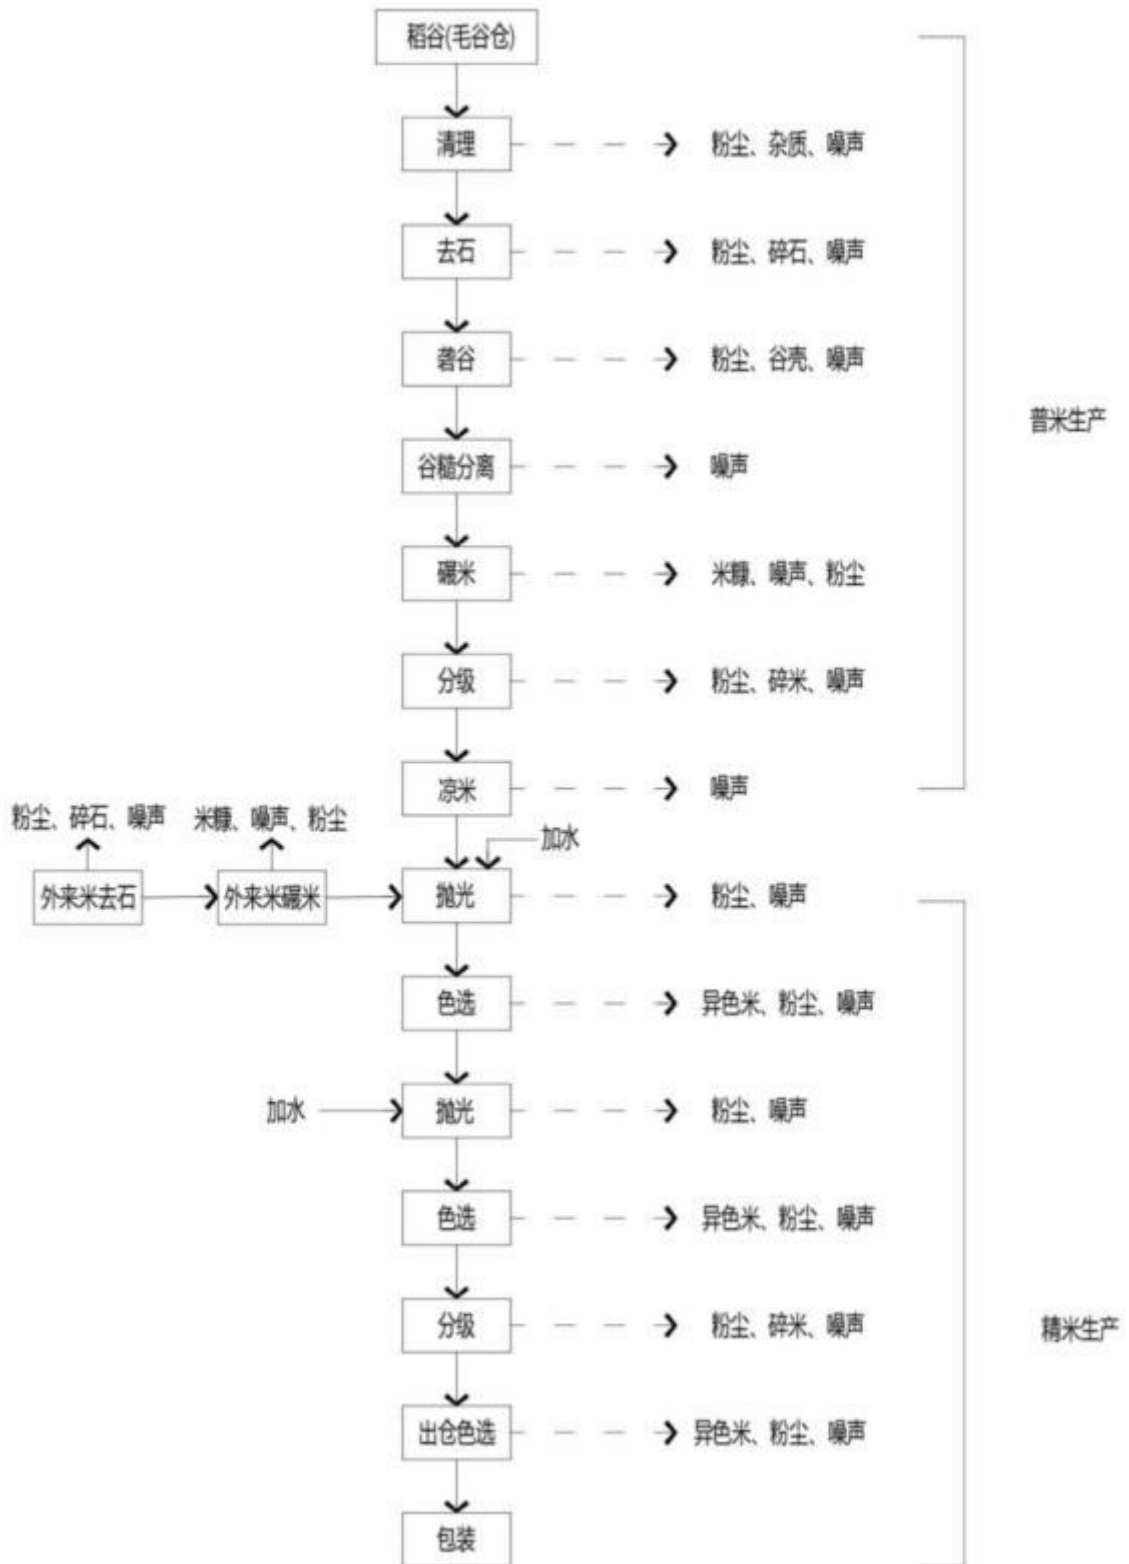 稻谷(毛谷仓)
清理
粉尘、杂质、噪声
去石
粉尘、碎石、噪声
砻谷
粉尘、谷壳、噪声
普米生产
谷糙分离
噪声
碾米
米糠、噪声、粉尘
分级
粉尘、碎米、噪声
凉米
噪声
粉尘、碎石、噪声
米糠、噪声、粉尘
加水
外来米去石
外来米碾米
抛光
粉尘、噪声
色选
异色米、粉尘、噪声
加水
抛光
粉尘、噪声
色选
异色米、粉尘、噪声
分级
粉尘、碎米、噪声
精米生产
出仓色选
异色米、粉尘、噪声
包装